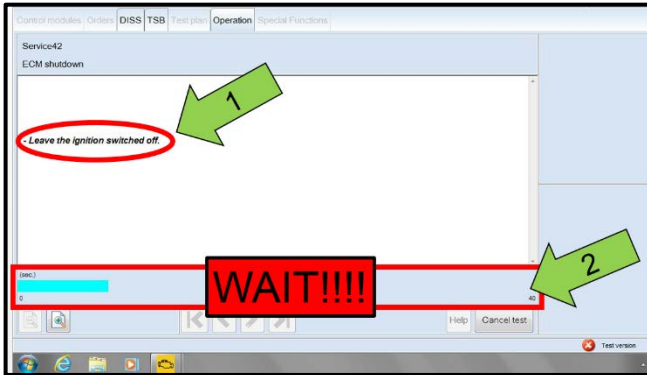 Control modules Orders DISS TSB Test plan Operation Special Functions
Service42
ECM shutdown
1
- Leave the ignition switched off.
2
(sec.)
WAIT!!!!
0 40
Help Cancel test
Test version